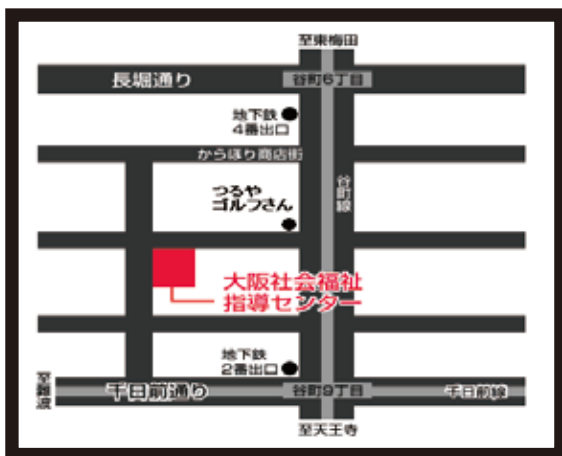 至東梅田
長堀通り
谷町6丁目
地下鉄
4番出口
からほり商店街
谷町線
つるや
ゴルフさん
大阪社会福祉
指導センター
地下鉄
2番出口
至難波
千日前通り
谷町9丁目
千日前線
至天王寺